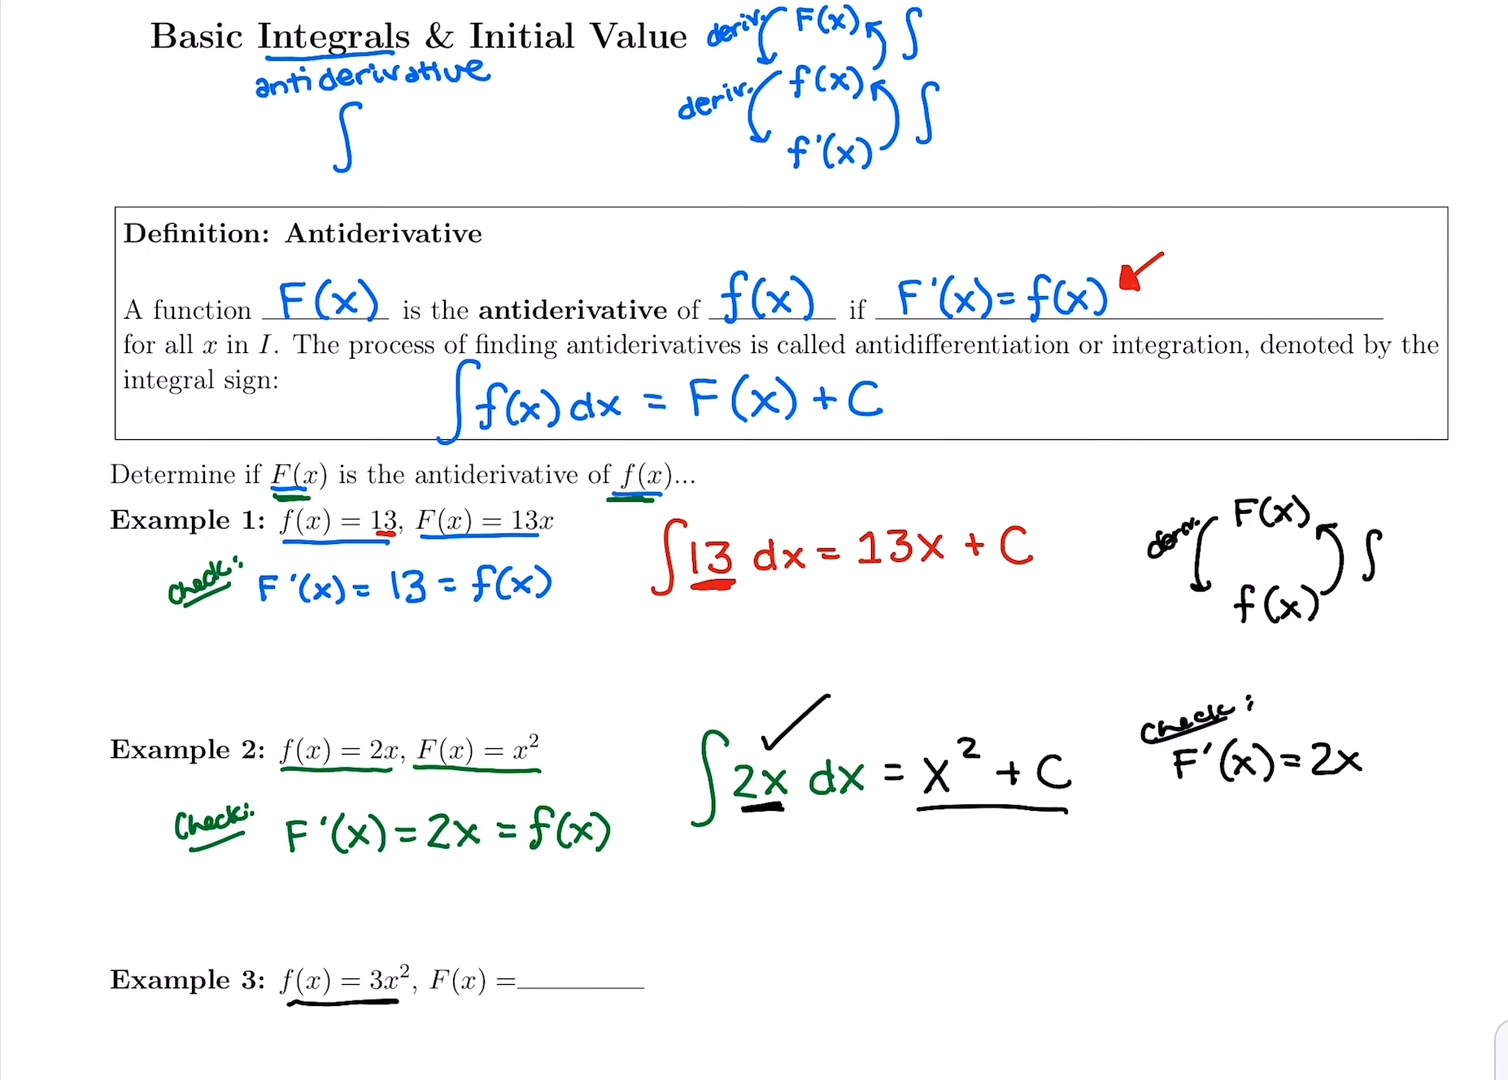 Basic Integrals & Initial Value
antiderivative
∫
deriv. F(x) ∫
deriv. f(x) ∫
f'(x)
Definition: Antiderivative
A function F(x) is the antiderivative of f(x) if F'(x) = f(x)
for all x in I. The process of finding antiderivatives is called antidifferentiation or integration, denoted by the
integral sign:
∫f(x) dx = F(x) + C
Determine if F(x) is the antiderivative of f(x)...
Example 1: f(x) = 13, F(x) = 13x
check:
F'(x) = 13 = f(x)
∫13 dx = 13x + C
deriv. F(x) ∫
f(x)
Example 2: f(x) = 2x, F(x) = x²
Check:
F'(x) = 2x = f(x)
∫2x dx = x² + C
Check:
F'(x) = 2x
Example 3: f(x) = 3x², F(x) =________